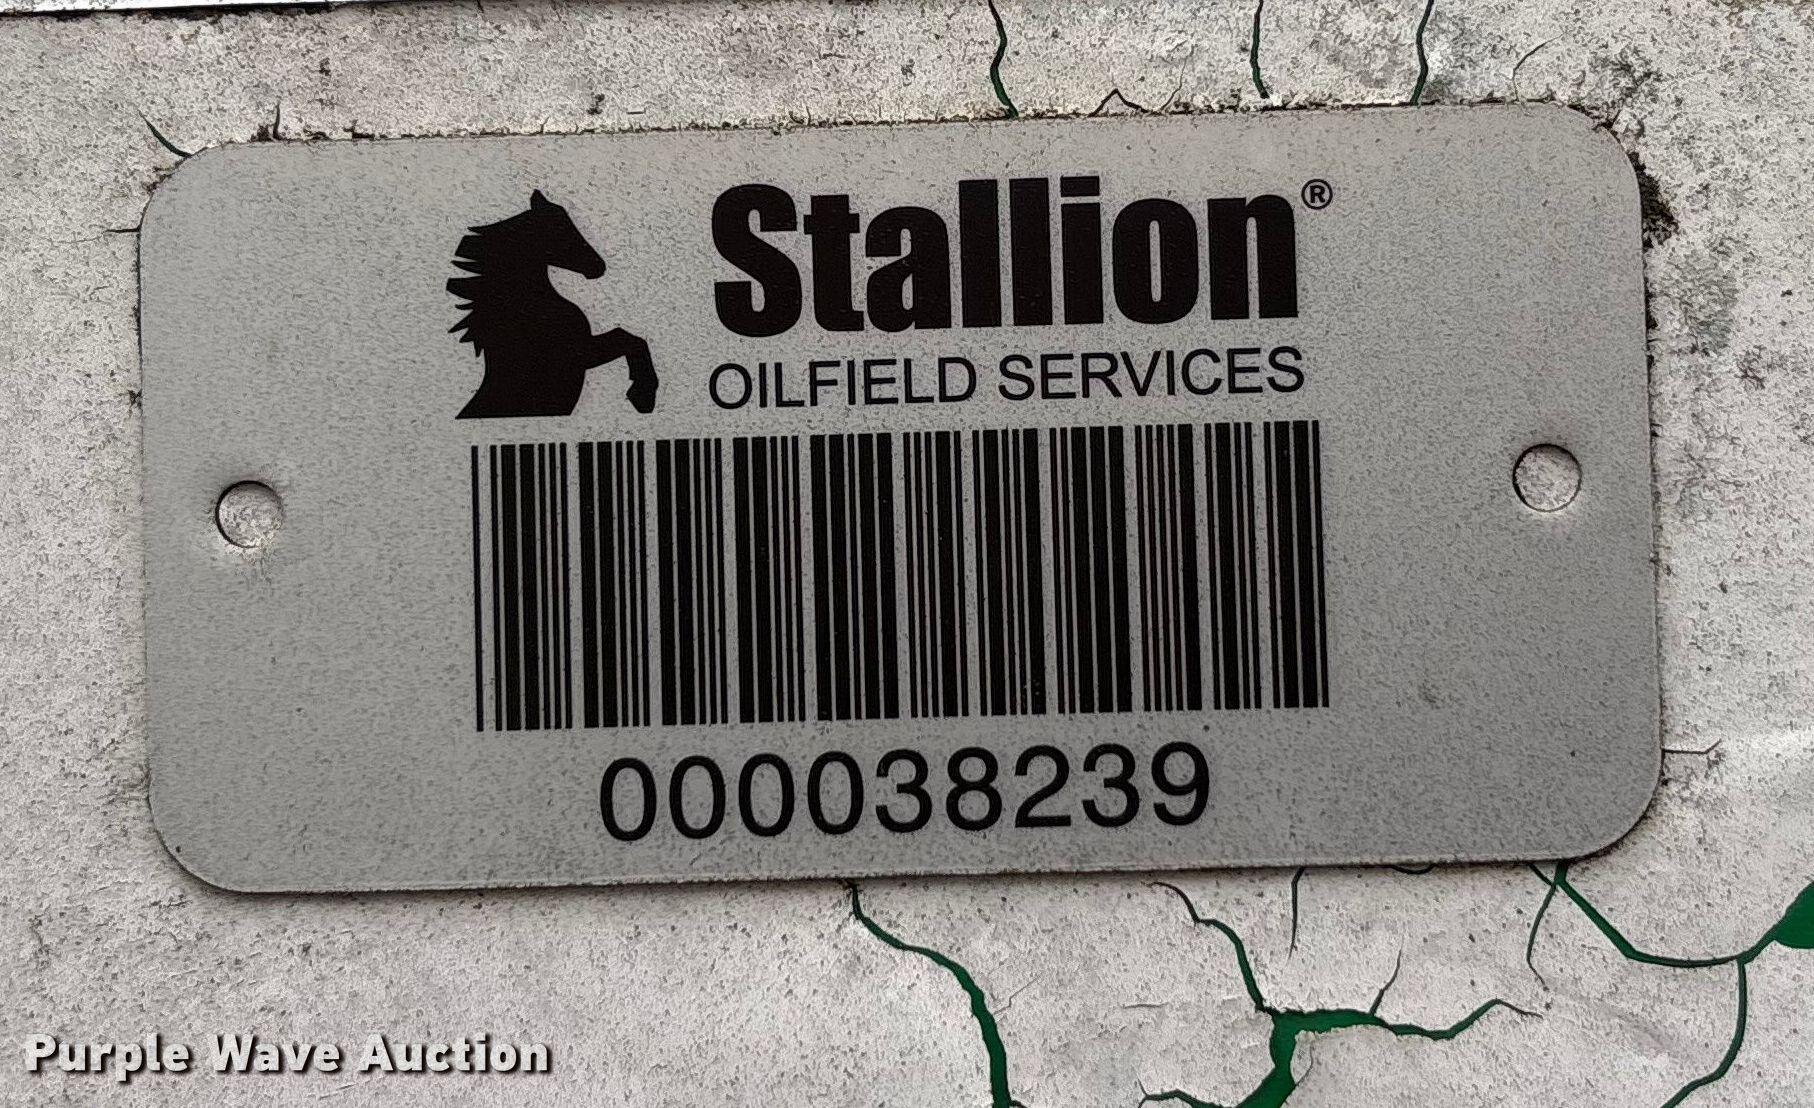 Stallion®
OILFIELD SERVICES
000038239
Purple Wave Auction